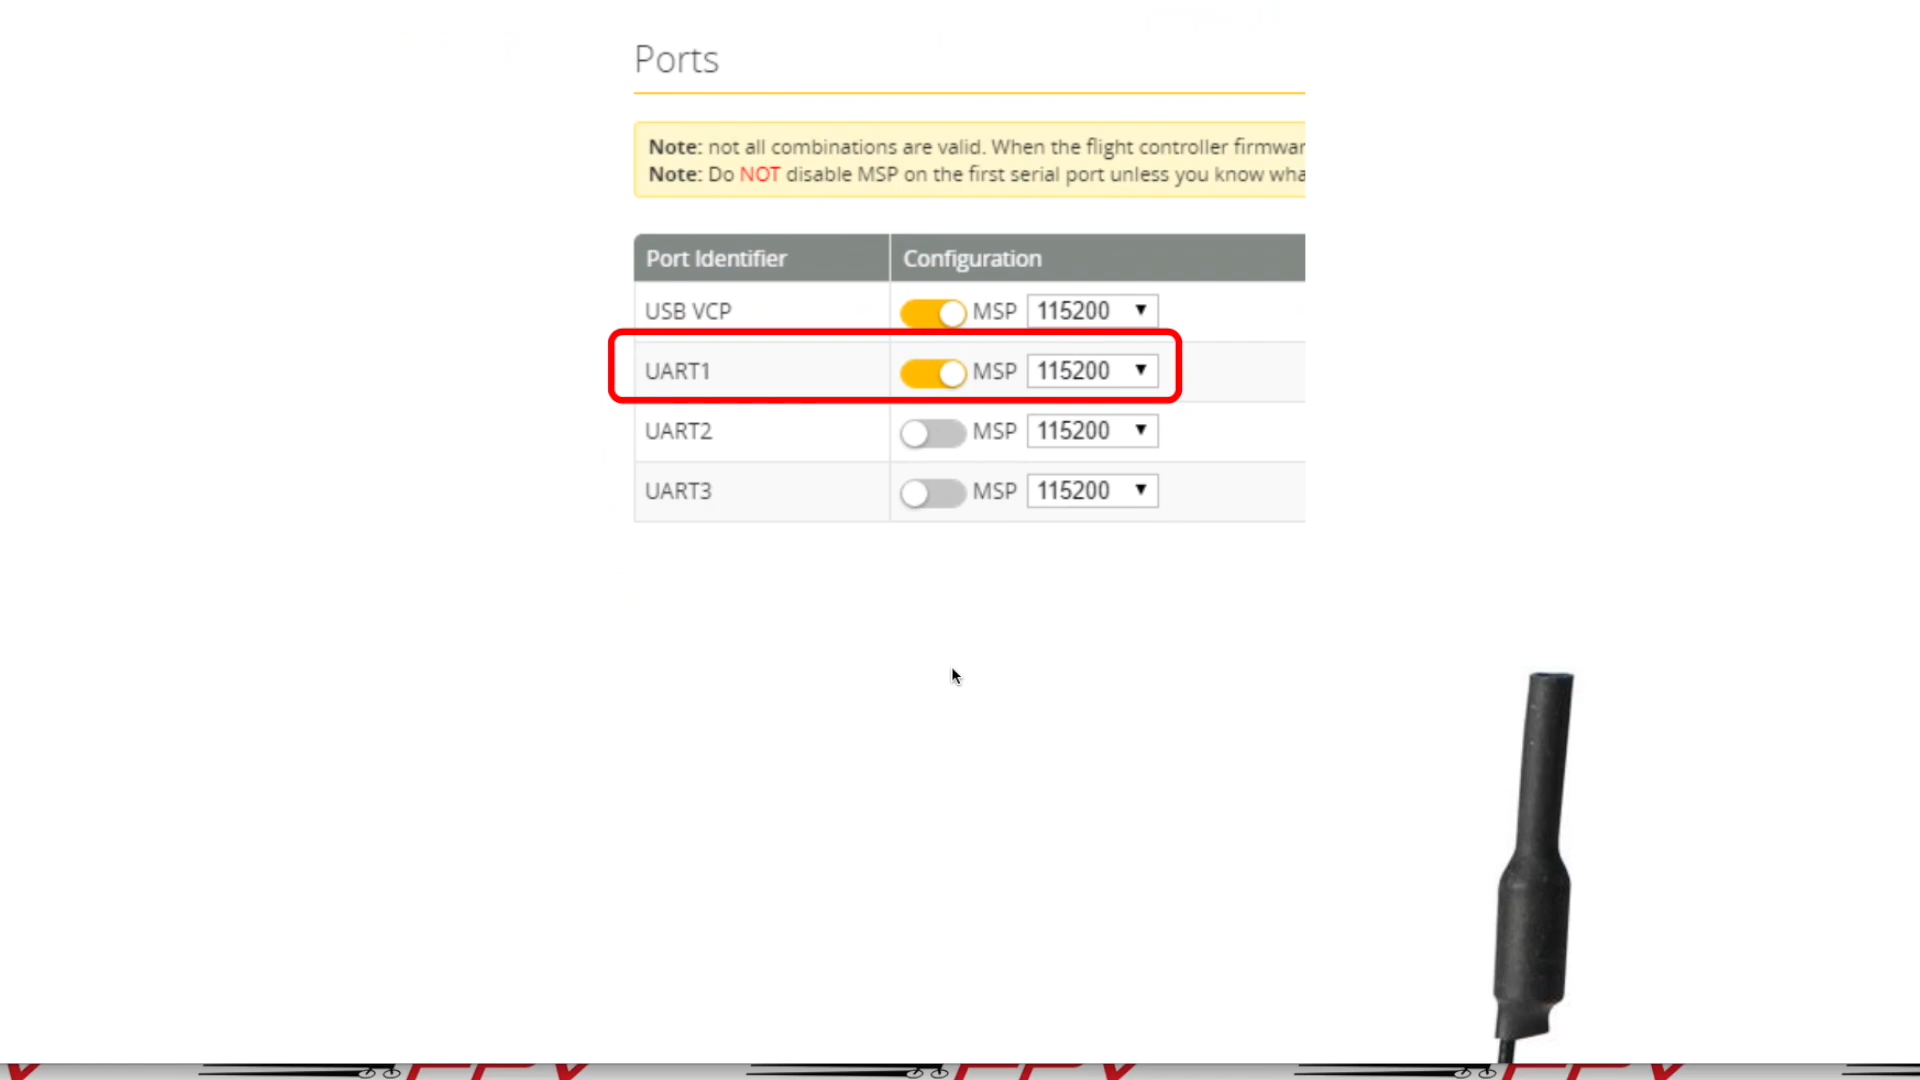 Ports
Note: not all combinations are valid. When the flight controller firmwar
Note: Do NOT disable MSP on the first serial port unless you know wha
Port Identifier Configuration
USB VCP MSP 115200
UART1 MSP 115200
UART2 MSP 115200
UART3 MSP 115200